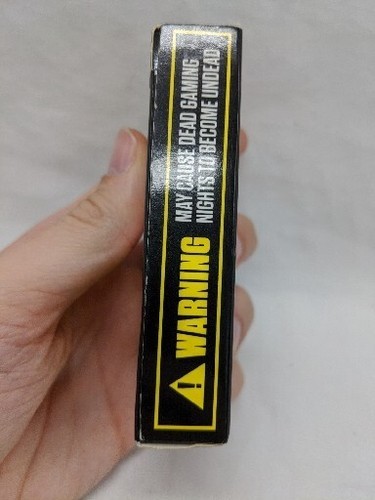 WARNING
MAY CAUSE DEAD GAMING
NIGHTS TO BECOME UNDEAD